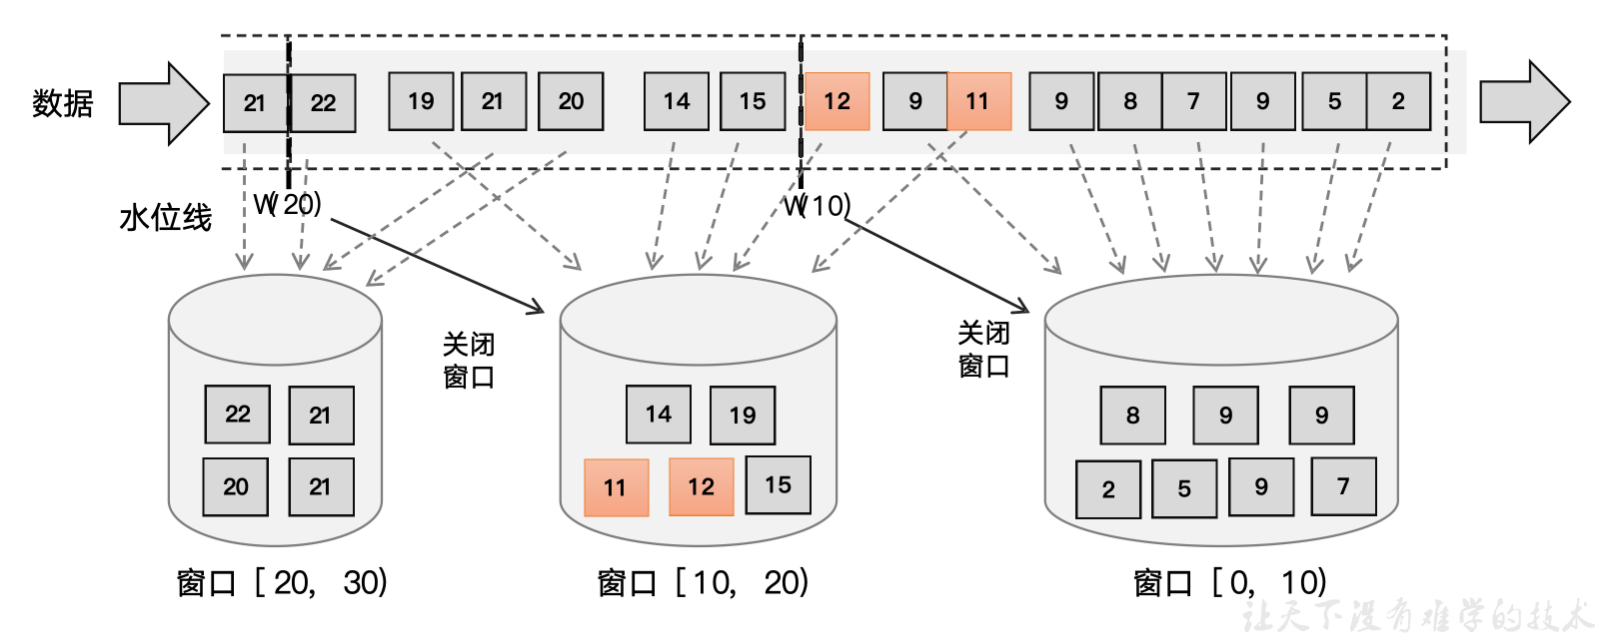 数据
21 22 19 21 20 14 15 12 9 11 9 8 7 9 5 2
水位线
W(20)
W(10)
关闭
窗口
关闭
窗口
22 21
20 21
14 19
11 12 15
8 9 9
2 5 9 7
窗口 [ 20, 30)
窗口 [10, 20)
窗口 [0, 10)
让天下没有难学的技术